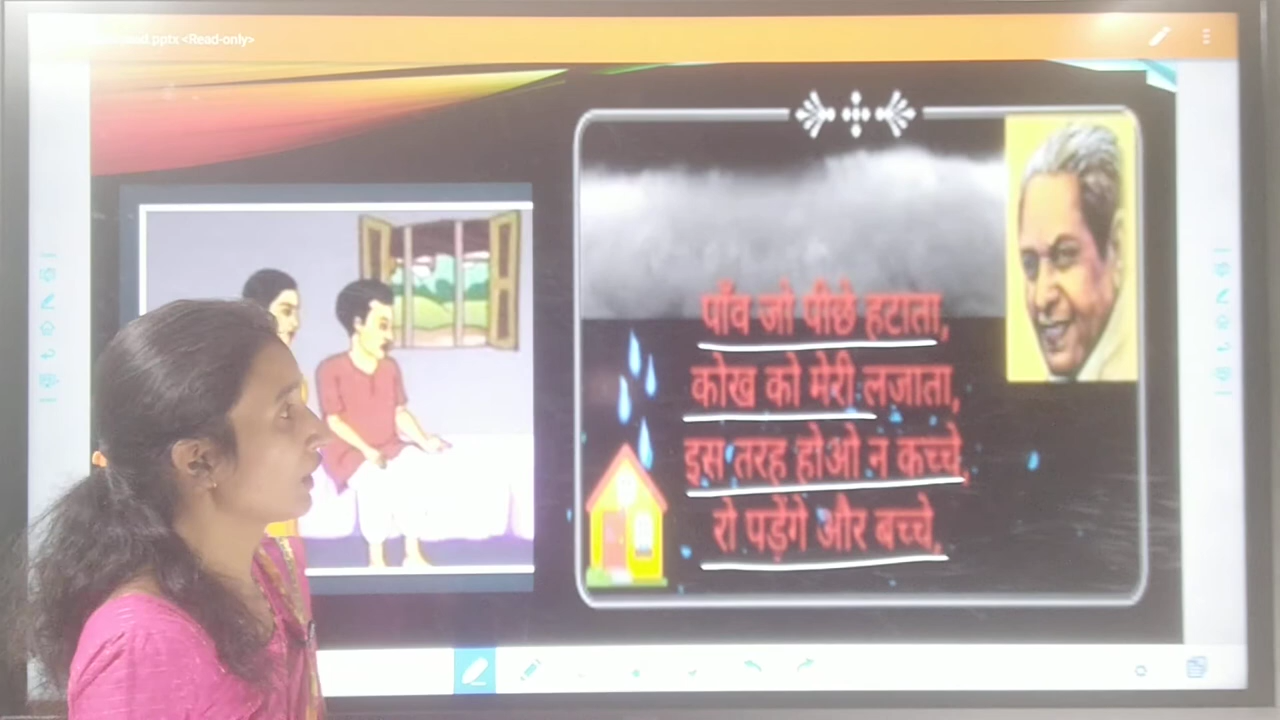 .pptx <Read-only>
पाँव जो पीछे हटाता,
कोख को मेरी लजाता,
इस तरह होओ न कच्चे,
रो पड़ेंगे और बच्चे,